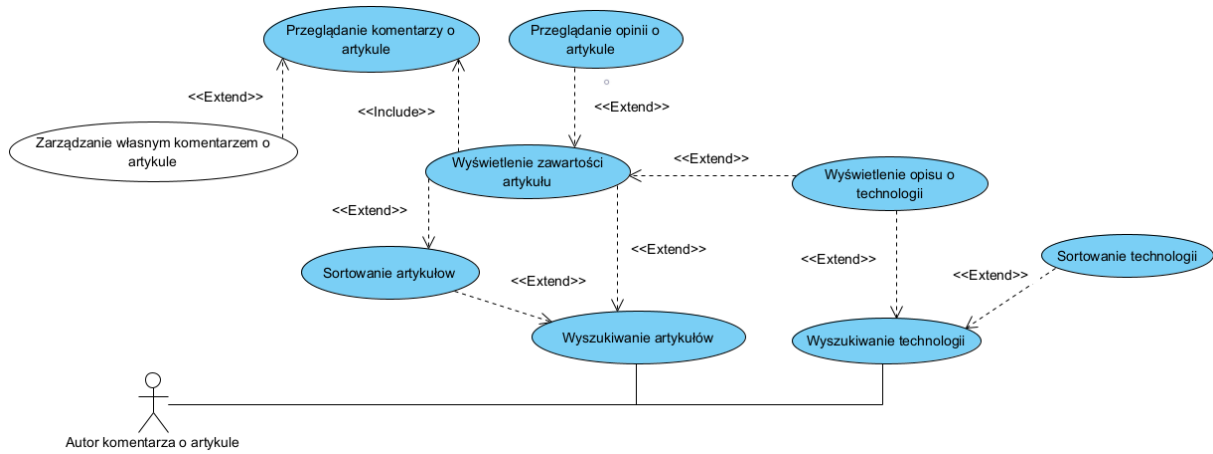 Przeglądanie komentarzy o
artykule
Przeglądanie opinii o
artykule
<<Extend>>
<<Include>>
<<Extend>>
Zarządzanie własnym komentarzem o
artykule
Wyświetlenie zawartości
artykułu
<<Extend>>
Wyświetlenie opisu o
technologii
<<Extend>>
<<Extend>>
<<Extend>>
<<Extend>>
Sortowanie technologii
Sortowanie artykułów
<<Extend>>
Wyszukiwanie artykułów
Wyszukiwanie technologii
Autor komentarza o artykule